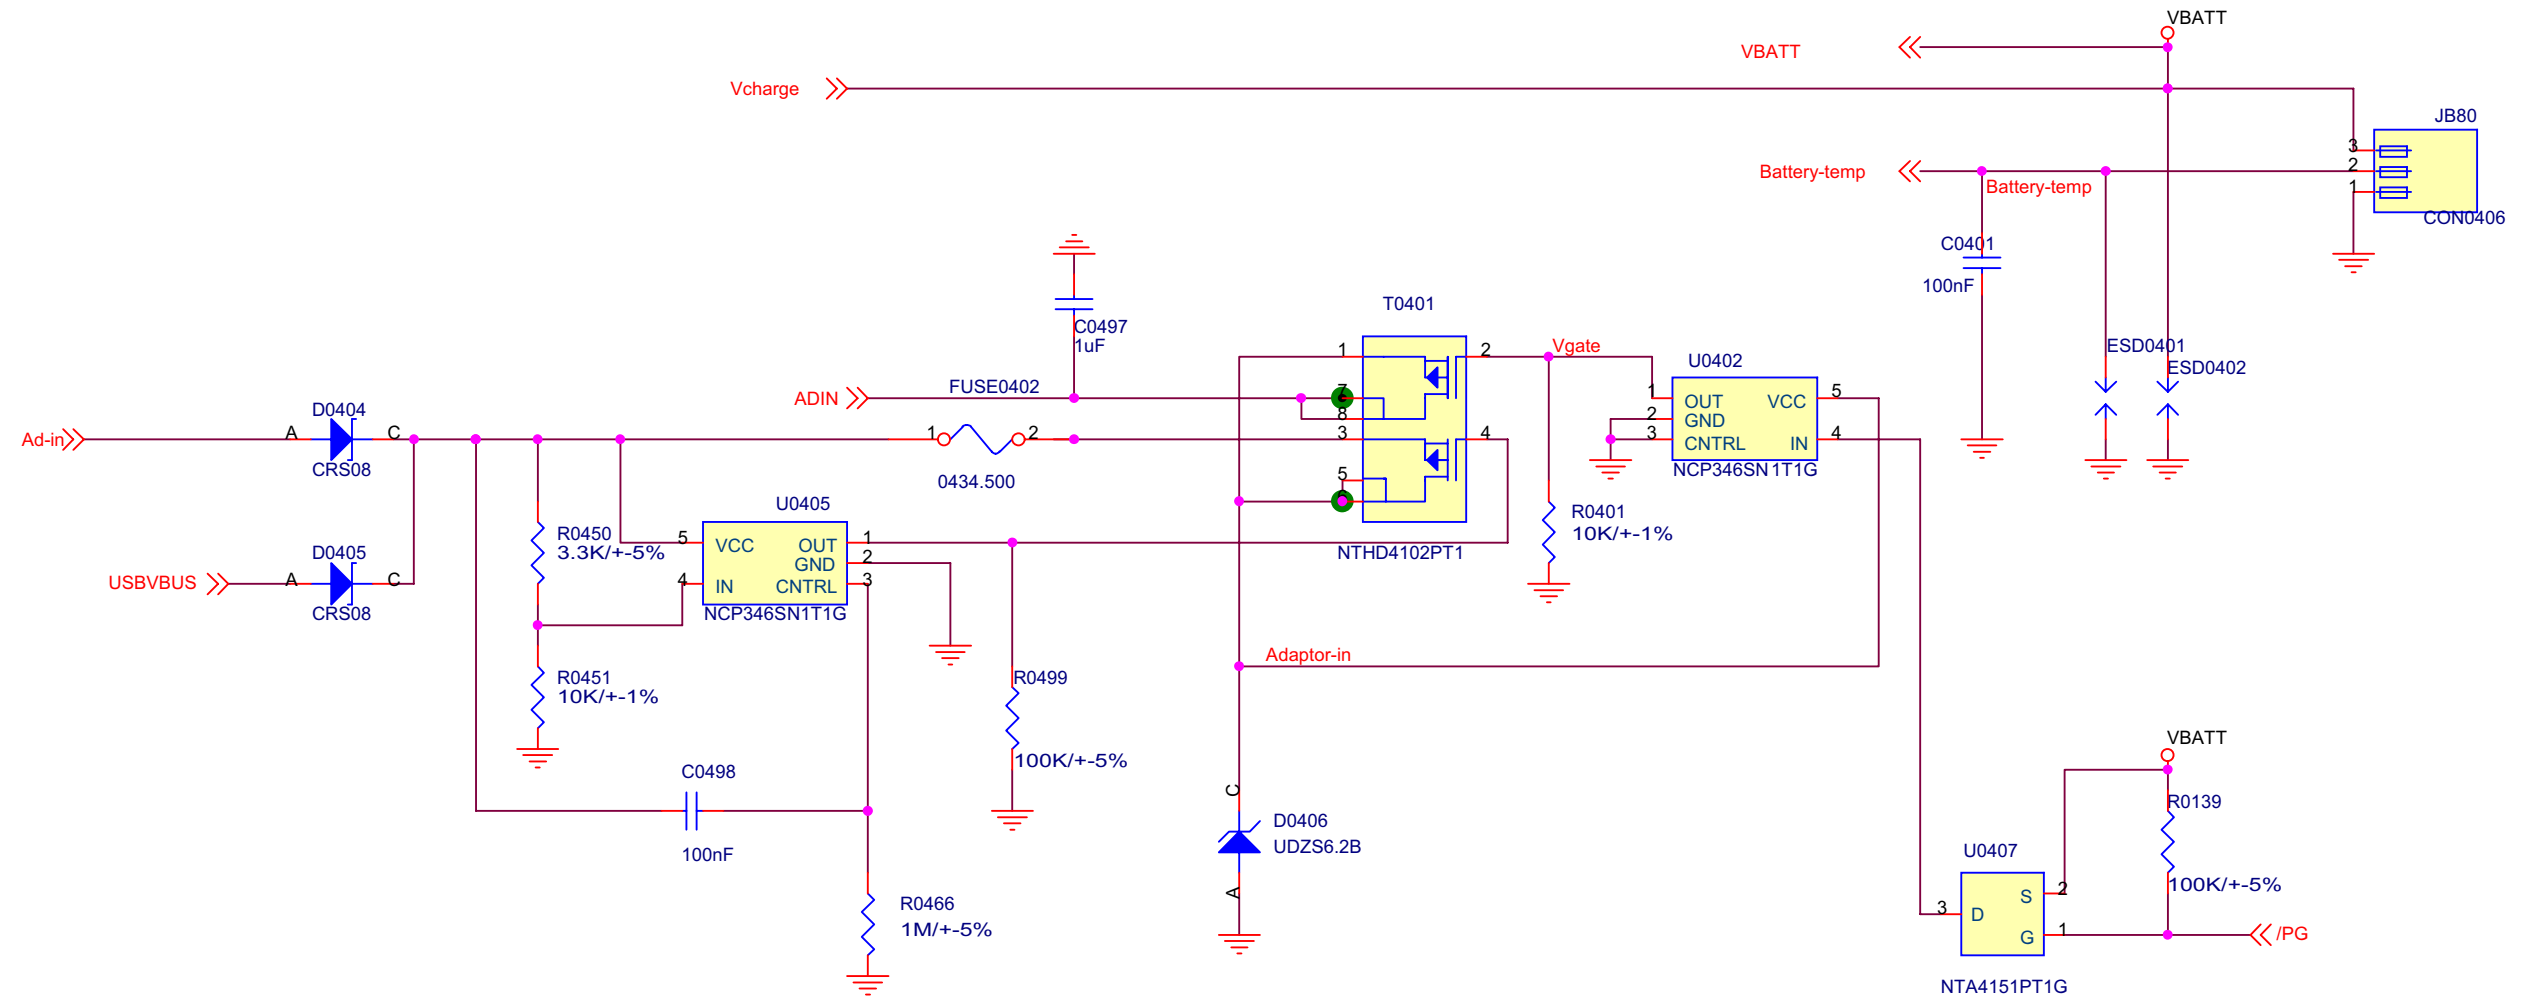 VBATT
VBATT
Vcharge
JB80
3
2
1
Battery-temp
Battery-temp
CON0406
C0401
100nF
T0401
C0497
1uF
ESD0401
ESD0402
1
2
Vgate
U0402
FUSE0402
ADIN
7
8
1
OUT
VCC
5
2
GND
3
CNTRL
IN
4
NCP346SN1T1G
D0404
Ad-in
A
C
CRS08
1
2
0434.500
3
4
5
6
NTHD4102PT1
R0401
10K/+-1%
U0405
R0450
3.3K/+-5%
5
VCC
OUT
1
GND
2
4
IN
CNTRL
3
NCP346SN1T1G
D0405
USBVBUS
A
C
CRS08
R0451
10K/+-1%
R0499
100K/+-5%
Adaptor-in
C0498
100nF
C
D0406
UDZS6.2B
A
R0466
1M/+-5%
VBATT
R0139
100K/+-5%
U0407
S
2
3
D
G
1
/PG
NTA4151PT1G